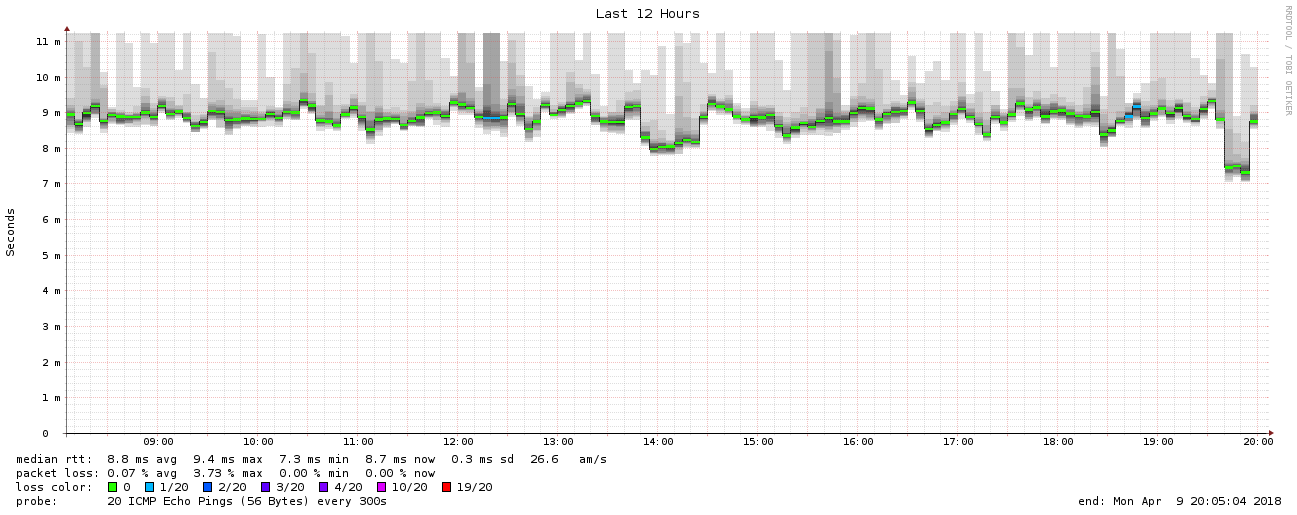 Last 12 Hours
RRDTOOL / TOBI OETIKER
Seconds
11 m
10 m
9 m
8 m
7 m
6 m
5 m
4 m
3 m
2 m
1 m
0
09:00 10:00 11:00 12:00 13:00 14:00 15:00 16:00 17:00 18:00 19:00 20:00
median rtt: 8.8 ms avg 9.4 ms max 7.3 ms min 8.7 ms now 0.3 ms sd 26.6 am/s
packet loss: 0.07 % avg 3.73 % max 0.00 % min 0.00 % now
loss color: 0 1/20 2/20 3/20 4/20 10/20 19/20
probe: 20 ICMP Echo Pings (56 Bytes) every 300s end: Mon Apr 9 20:05:04 2018